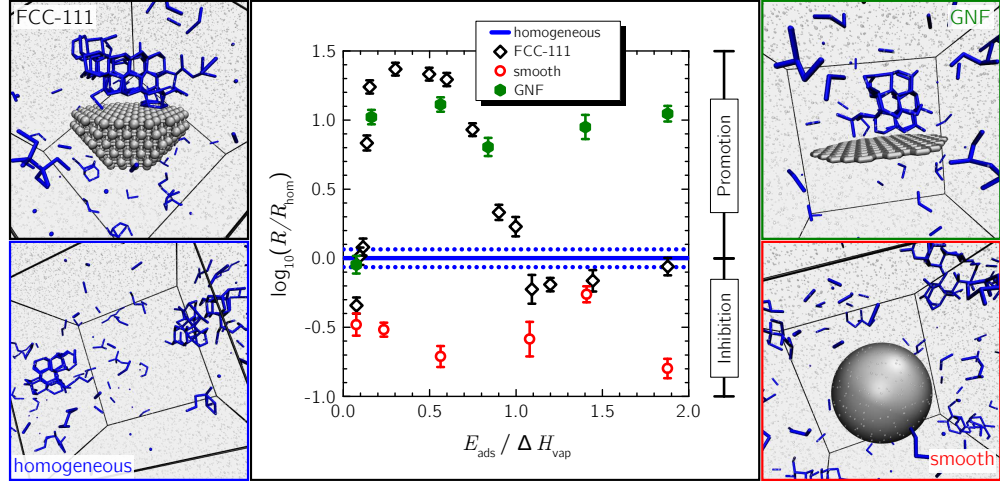 FCC-111
homogeneous
homogeneous
FCC-111
smooth
GNF
log10(R/Rhom)
1.5
1.0
0.5
0.0
-0.5
-1.0
0.0 0.5 1.0 1.5 2.0
Eads / Δ Hvap
Promotion
Inhibition
GNF
smooth